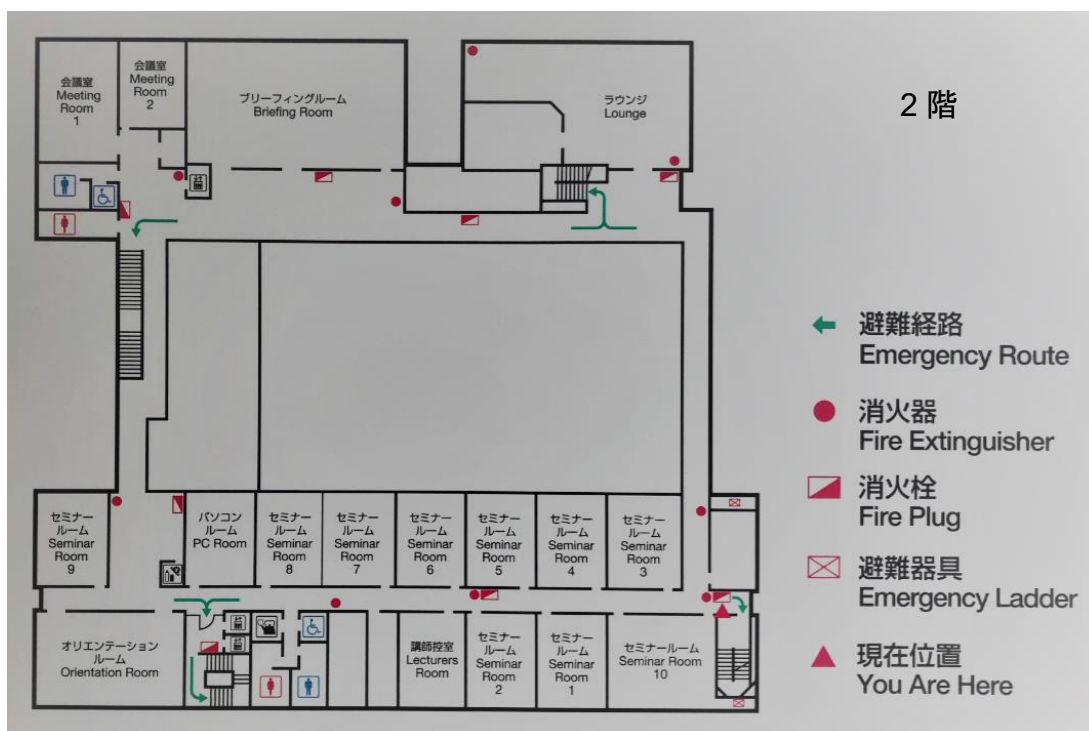 2 階
会議室
Meeting
Room
1
会議室
Meeting
Room
2
ブリーフィングルーム
Briefing Room
ラウンジ
Lounge
避難経路
Emergency Route
消火器
Fire Extinguisher
消火栓
Fire Plug
避難器具
Emergency Ladder
現在位置
You Are Here
セミナー
ルーム
Seminar
Room
9
パソコン
ルーム
PC Room
セミナー
ルーム
Seminar
Room
8
セミナー
ルーム
Seminar
Room
7
セミナー
ルーム
Seminar
Room
6
セミナー
ルーム
Seminar
Room
5
セミナー
ルーム
Seminar
Room
4
セミナー
ルーム
Seminar
Room
3
オリエンテーション
ルーム
Orientation Room
講師控室
Lecturers
Room
セミナー
ルーム
Seminar
Room
2
セミナー
ルーム
Seminar
Room
1
セミナールーム
Seminar Room
10